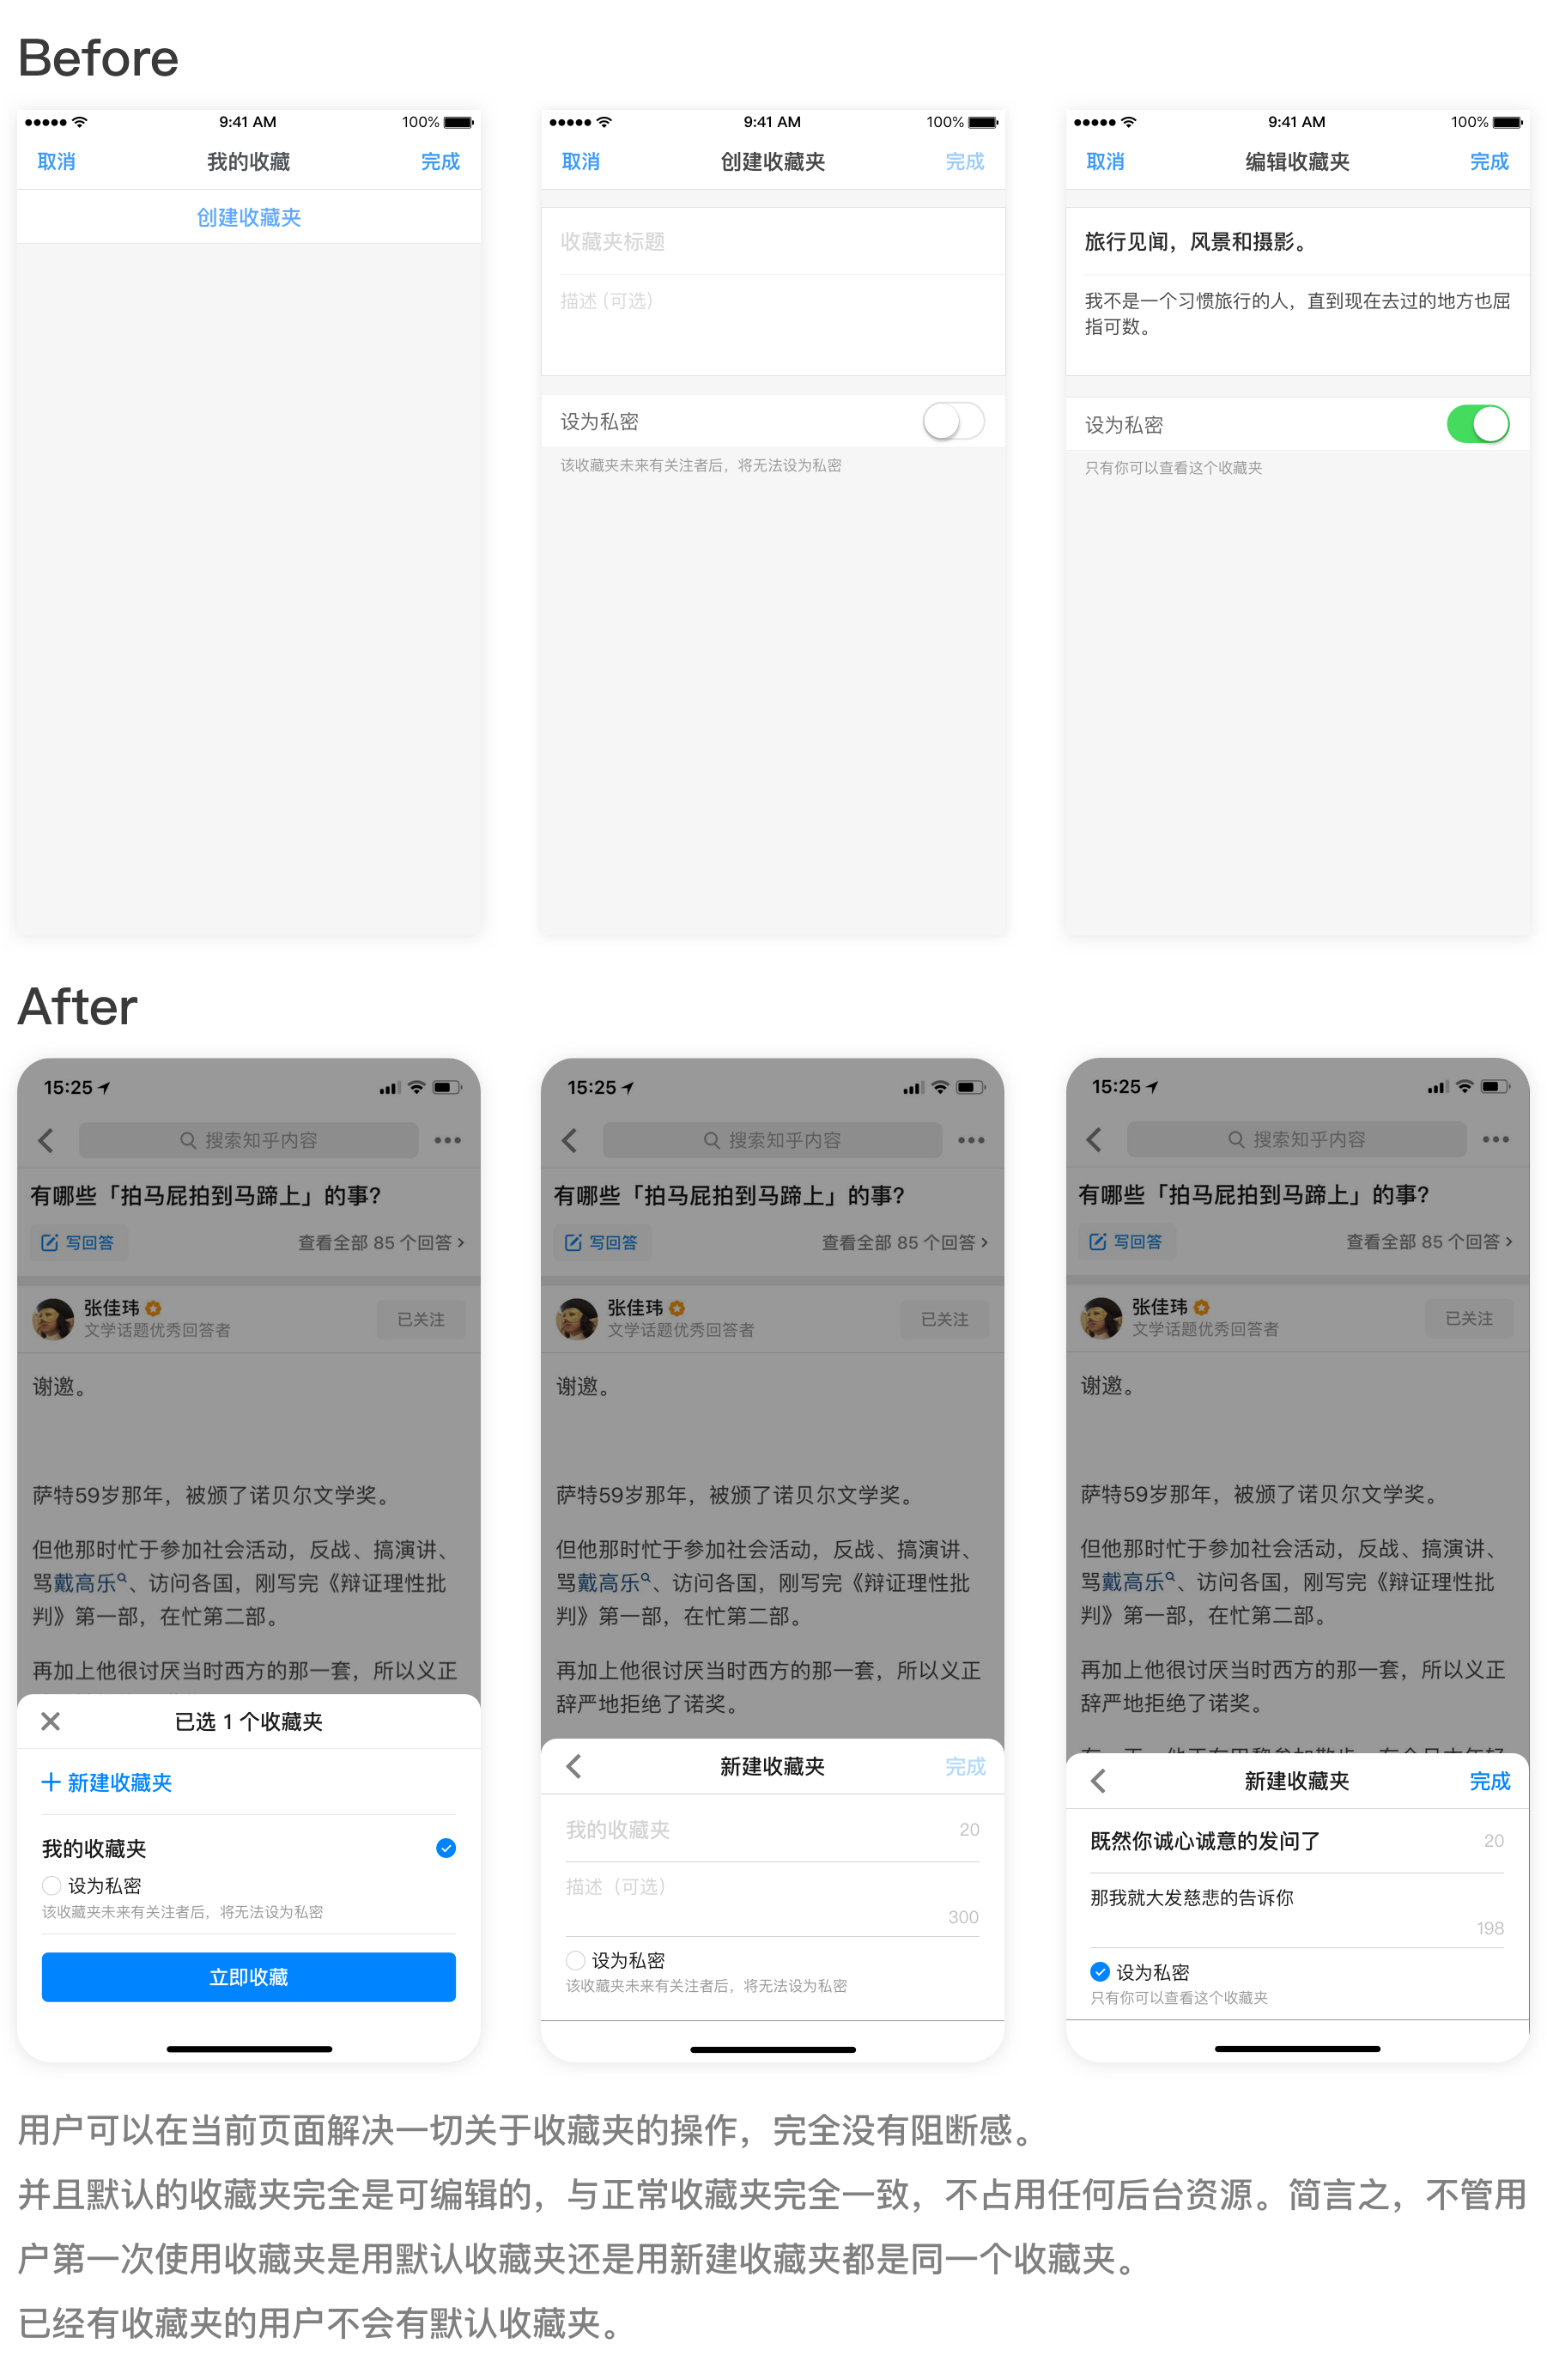 Before
9:41 AM
100%
取消
我的收藏
完成
创建收藏夹
9:41 AM
100%
取消
创建收藏夹
完成
收藏夹标题
描述 (可选)
设为私密
该收藏夹未来有关注者后，将无法设为私密
9:41 AM
100%
取消
编辑收藏夹
完成
旅行见闻，风景和摄影。
我不是一个习惯旅行的人，直到现在去过的地方也屈
指可数。
设为私密
只有你可以查看这个收藏夹
After
15:25
搜索知乎内容
有哪些「拍马屁拍到马蹄上」的事?
写回答
查看全部 85 个回答
张佳玮
文学话题优秀回答者
已关注
谢邀。
萨特59岁那年，被颁了诺贝尔文学奖。
但他那时忙于参加社会活动，反战、搞演讲、
骂戴高乐、访问各国，刚写完《辩证理性批
判》第一部，在忙第二部。
再加上他很讨厌当时西方的那一套，所以义正
已选 1 个收藏夹
新建收藏夹
我的收藏夹
设为私密
该收藏夹未来有关注者后，将无法设为私密
立即收藏
15:25
搜索知乎内容
有哪些「拍马屁拍到马蹄上」的事?
写回答
查看全部 85 个回答
张佳玮
文学话题优秀回答者
已关注
谢邀。
萨特59岁那年，被颁了诺贝尔文学奖。
但他那时忙于参加社会活动，反战、搞演讲、
骂戴高乐、访问各国，刚写完《辩证理性批
判》第一部，在忙第二部。
再加上他很讨厌当时西方的那一套，所以义正
辞严地拒绝了诺奖。
新建收藏夹
完成
我的收藏夹
20
描述（可选）
300
设为私密
该收藏夹未来有关注者后，将无法设为私密
15:25
搜索知乎内容
有哪些「拍马屁拍到马蹄上」的事?
写回答
查看全部 85 个回答
张佳玮
文学话题优秀回答者
已关注
谢邀。
萨特59岁那年，被颁了诺贝尔文学奖。
但他那时忙于参加社会活动，反战、搞演讲、
骂戴高乐、访问各国，刚写完《辩证理性批
判》第一部，在忙第二部。
再加上他很讨厌当时西方的那一套，所以义正
辞严地拒绝了诺奖。
新建收藏夹
完成
既然你诚心诚意的发问了
20
那我就大发慈悲的告诉你
198
设为私密
只有你可以查看这个收藏夹
用户可以在当前页面解决一切关于收藏夹的操作，完全没有阻断感。
并且默认的收藏夹完全是可编辑的，与正常收藏夹完全一致，不占用任何后台资源。简言之，不管用
户第一次使用收藏夹是用默认收藏夹还是用新建收藏夹都是同一个收藏夹。
已经有收藏夹的用户不会有默认收藏夹。